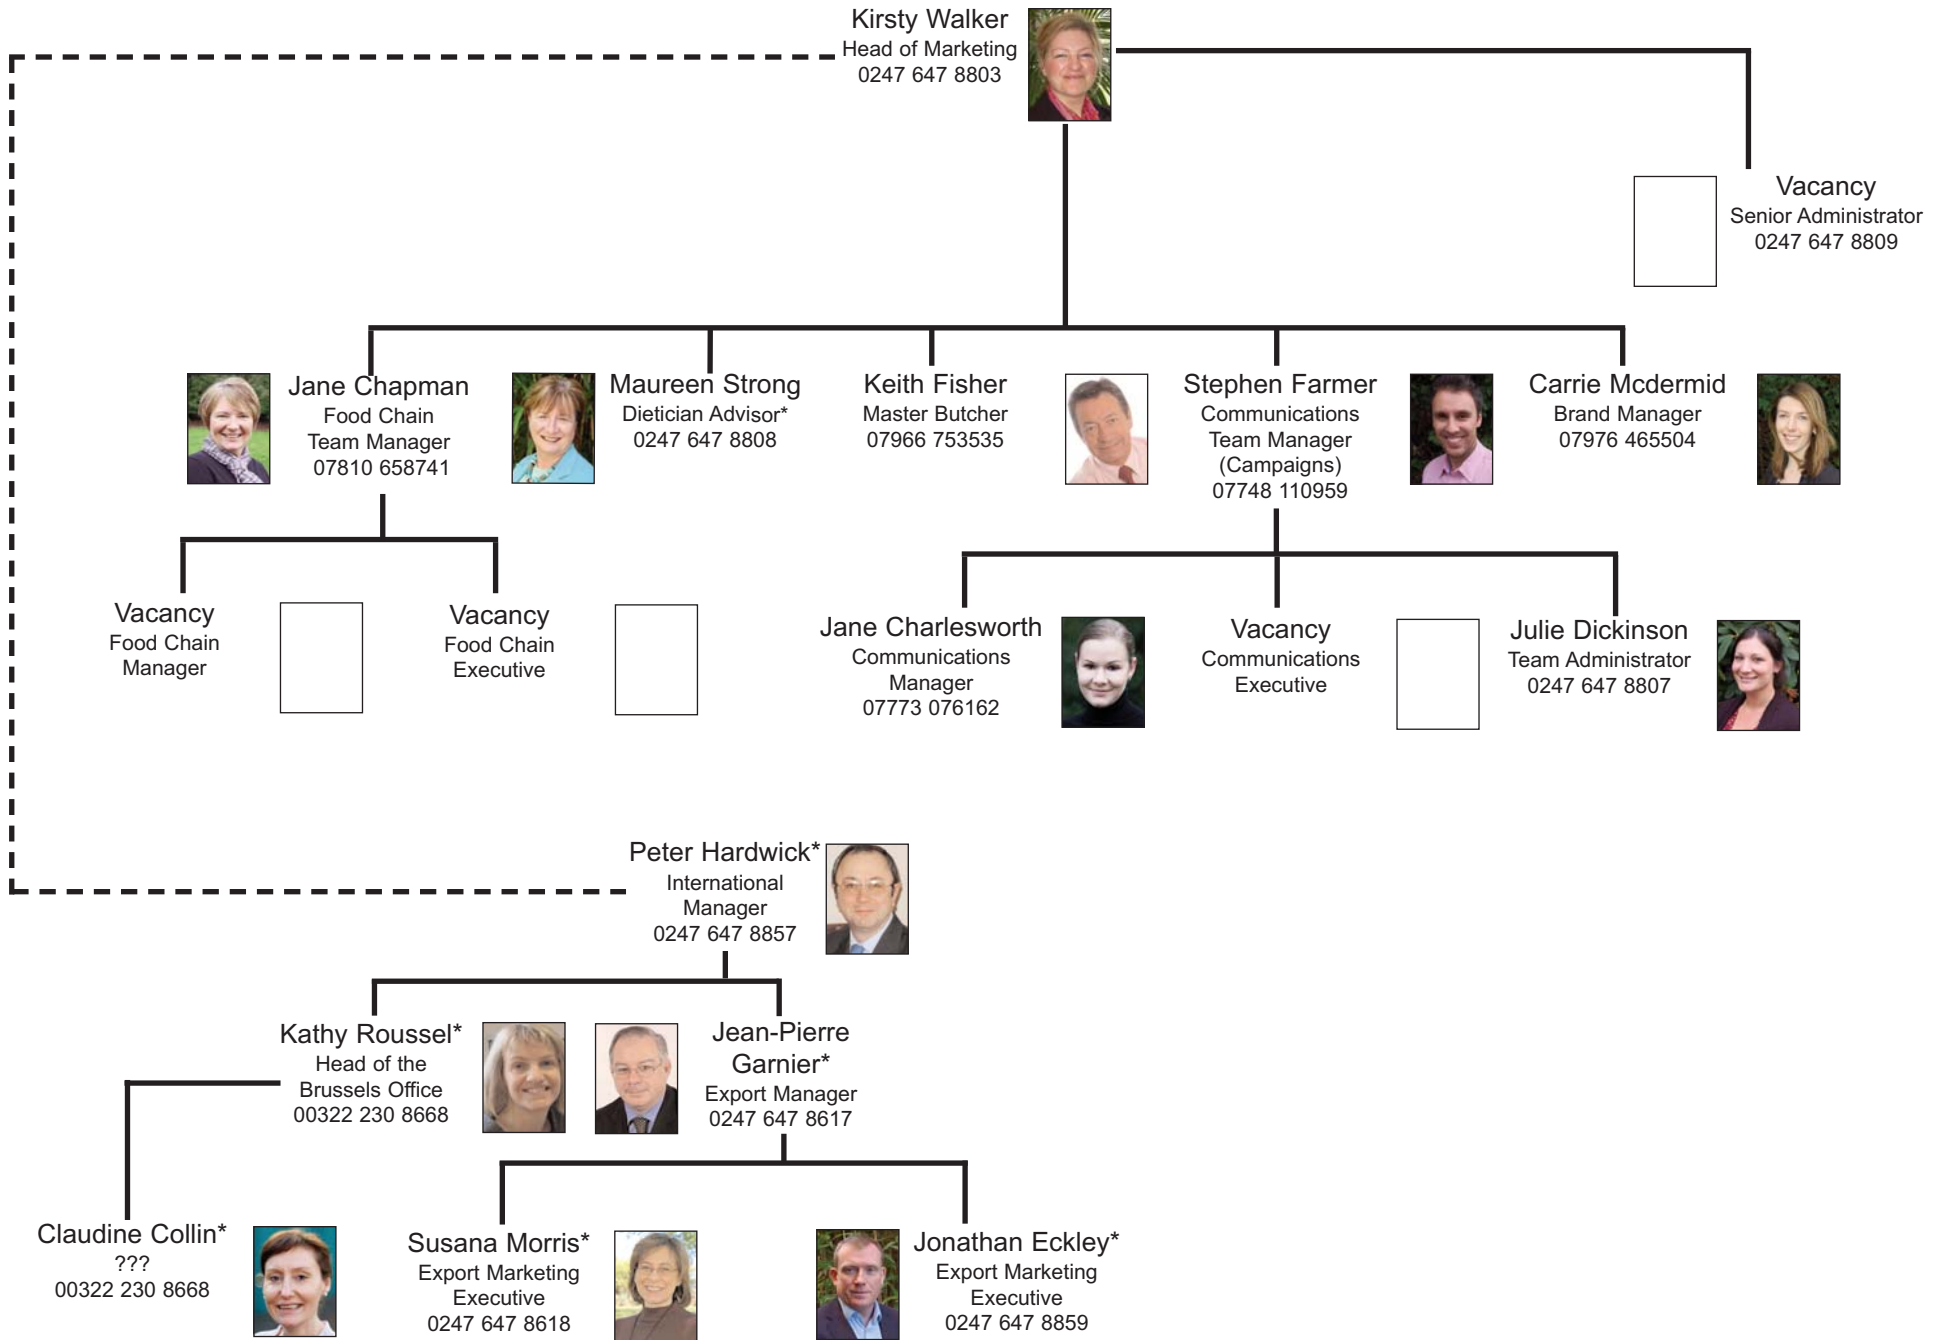 Kirsty Walker
Head of Marketing
0247 647 8803
Vacancy
Senior Administrator
0247 647 8809
Jane Chapman
Food Chain
Team Manager
07810 658741
Maureen Strong
Dietician Advisor*
0247 647 8808
Keith Fisher
Master Butcher
07966 753535
Stephen Farmer
Communications
Team Manager
(Campaigns)
07748 110959
Carrie Mcdermid
Brand Manager
07976 465504
Vacancy
Food Chain
Manager
Vacancy
Food Chain
Executive
Jane Charlesworth
Communications
Manager
07773 076162
Vacancy
Communications
Executive
Julie Dickinson
Team Administrator
0247 647 8807
Peter Hardwick*
International
Manager
0247 647 8857
Kathy Roussel*
Head of the
Brussels Office
00322 230 8668
Jean-Pierre
Garnier*
Export Manager
0247 647 8617
Claudine Collin*
???
00322 230 8668
Susana Morris*
Export Marketing
Executive
0247 647 8618
Jonathan Eckley*
Export Marketing
Executive
0247 647 8859